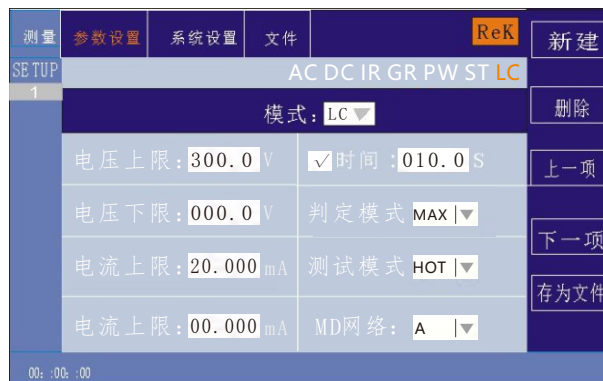 测量 参数设置 系统设置 文件 ReK 新建
SETUP AC DC IR GR PW ST LC
1 模式：LC 删除
电压上限：300.0 V √时间：010.0 S 上一项
电压下限：000.0 V 判定模式 MAX
下一项
电流上限：20.000 mA 测试模式 HOT
存为文件
电流上限：00.000 mA MD网络： A
00: :00: :00